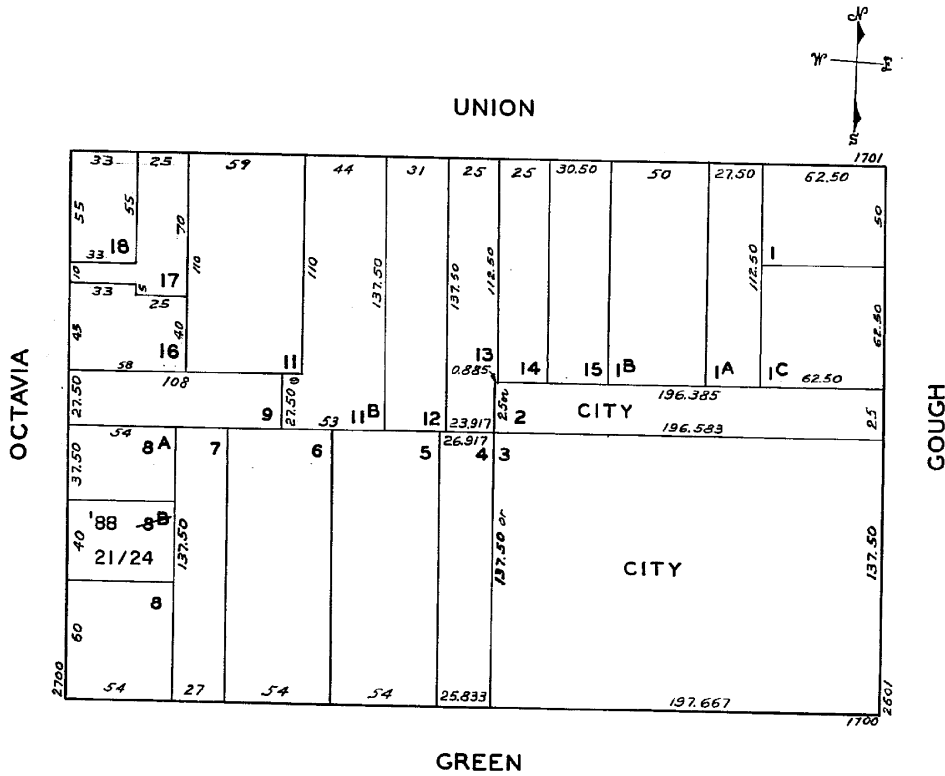 N
W E
S
UNION
1701
33 25 59 44 31 25 25 30.50 50 27.50 62.50
55 55 70 110 110 137.50 137.50 112.50 112.50 50
33 18 1
10 17
33 5 25
45 40 62.50
16 11 13 14 15 1B 1A 1C
58 0.885 62.50
108 196.385
27.50 9 27.50 53 11B 12 23.917 25 or 2 CITY 25
196.583
54 26.917
8A 7 6 5 4 3
37.50
'88 8B
40 21/24 137.50 137.50 or CITY 137.50
8
60
2700 54 27 54 54 25.833 197.667 2601
1700
OCTAVIA
GOUGH
GREEN